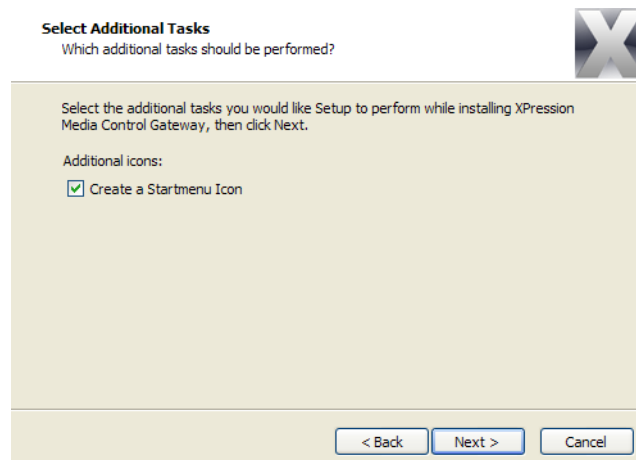 Select Additional Tasks
Which additional tasks should be performed?
X
Select the additional tasks you would like Setup to perform while installing XPression
Media Control Gateway, then click Next.
Additional icons:
Create a Startmenu Icon
< Back Next > Cancel